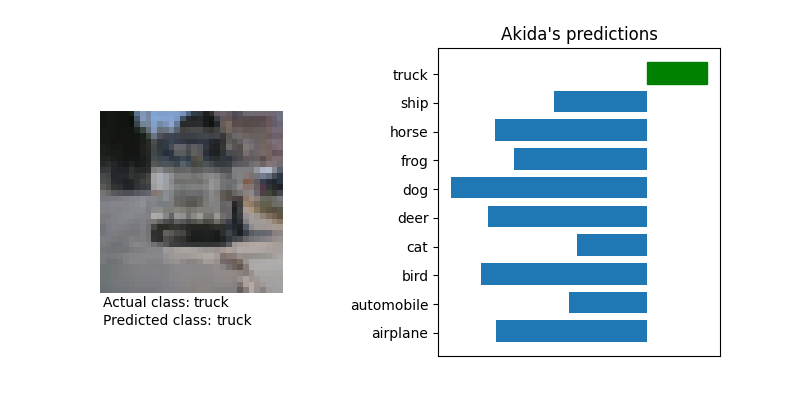 Akida's predictions
truck
ship
horse
frog
dog
deer
cat
bird
automobile
airplane
Actual class: truck
Predicted class: truck